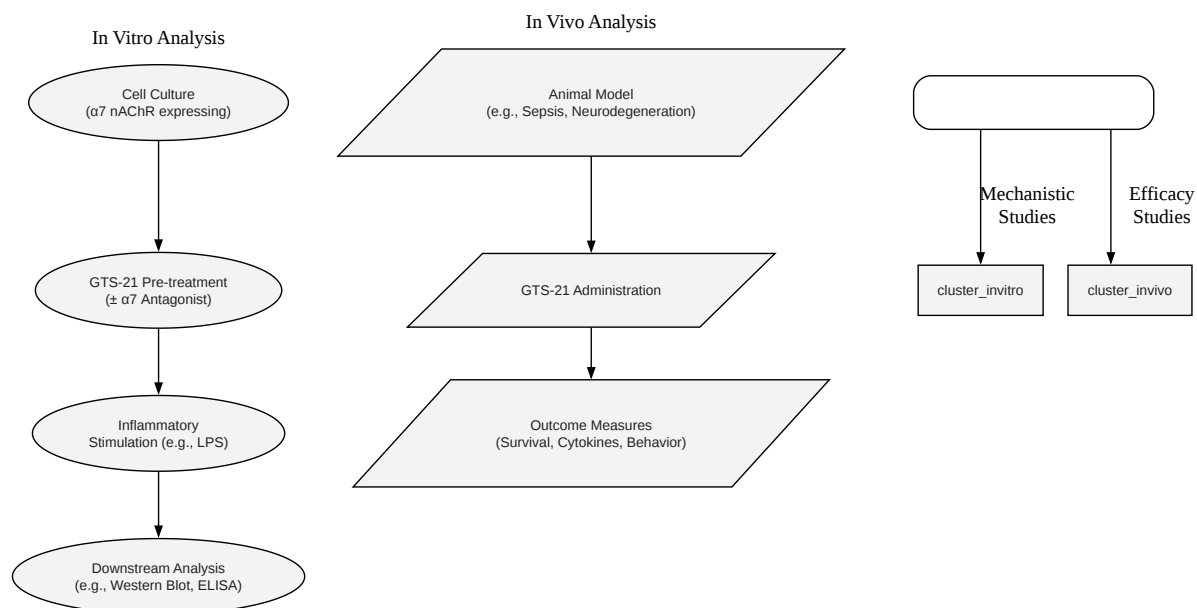 In Vitro Analysis
Cell Culture
(α7 nAChR expressing)
GTS-21 Pre-treatment
(± α7 Antagonist)
Inflammatory
Stimulation (e.g., LPS)
Downstream Analysis
(e.g., Western Blot, ELISA)
In Vivo Analysis
Animal Model
(e.g., Sepsis, Neurodegeneration)
GTS-21 Administration
Outcome Measures
(Survival, Cytokines, Behavior)
Mechanistic
Studies
Efficacy
Studies
cluster_invitro
cluster_invivo